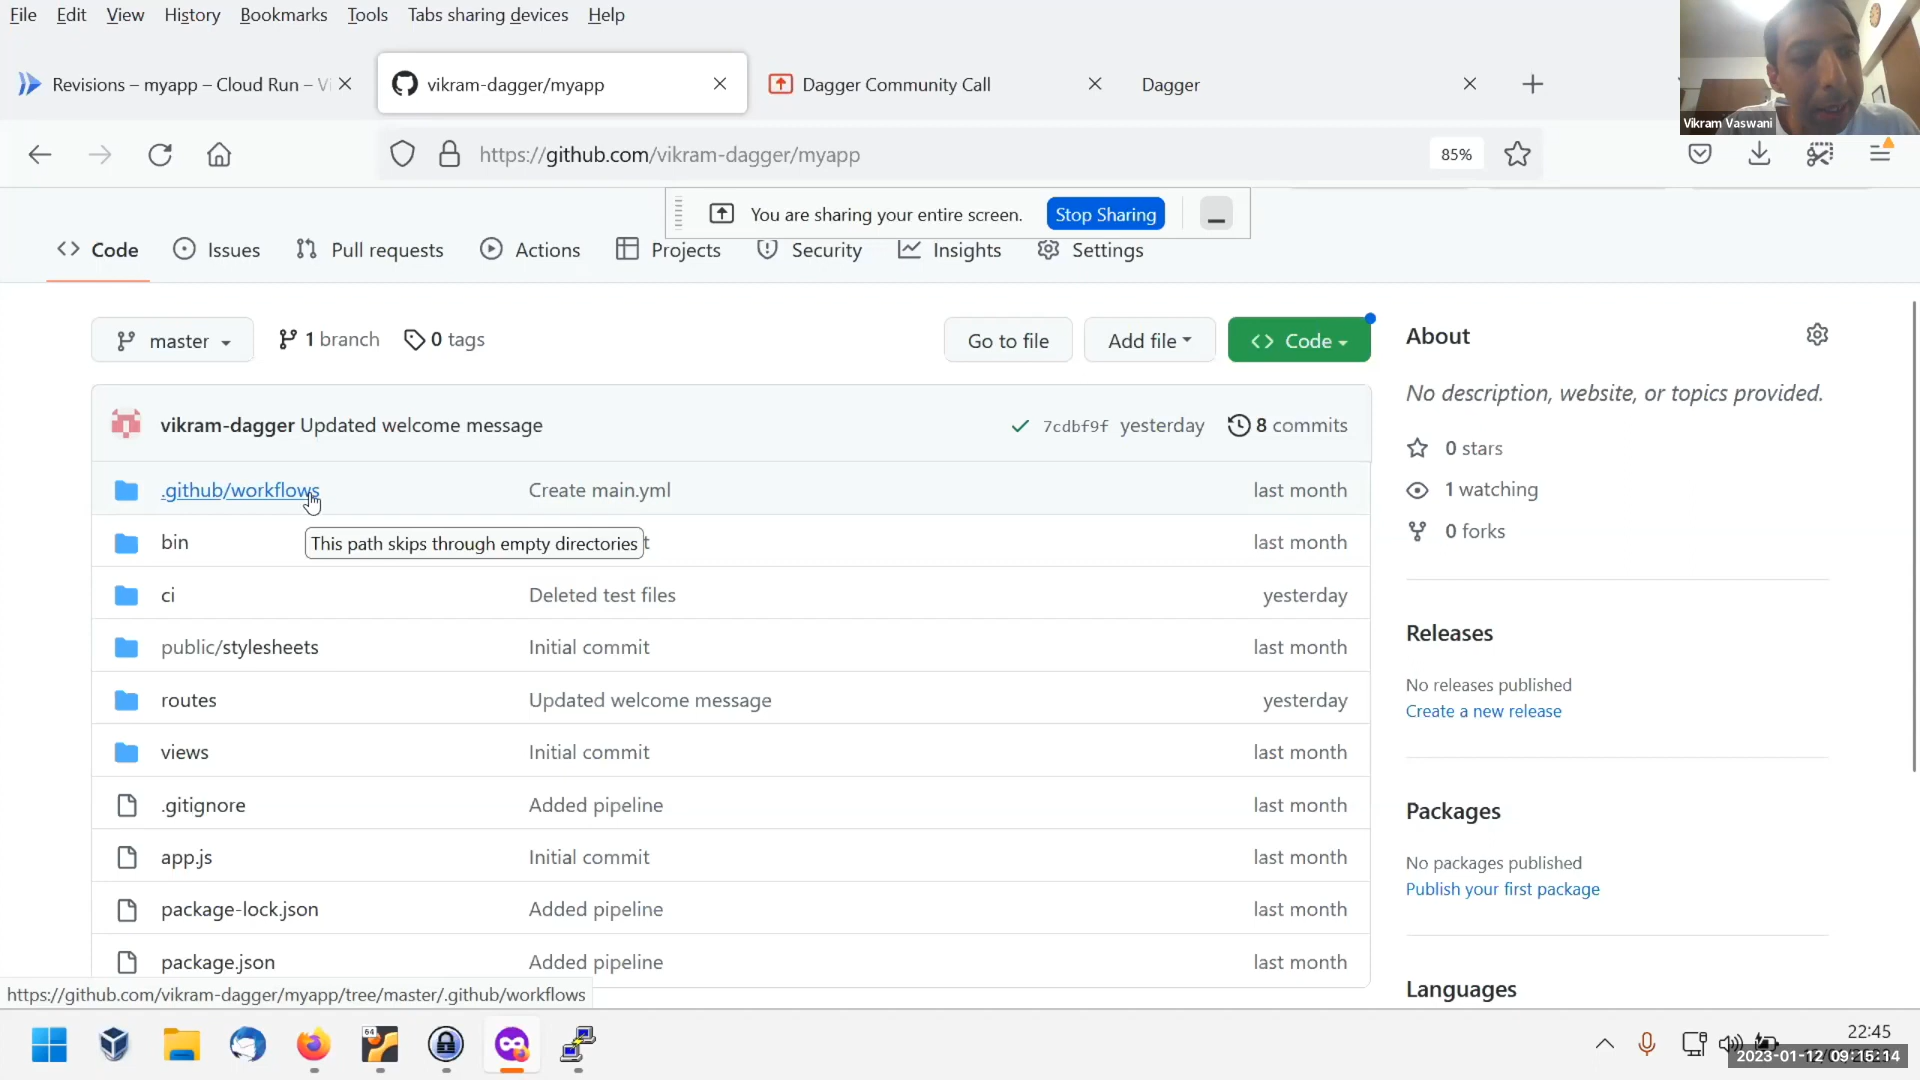 File Edit View History Bookmarks Tools Tabs sharing devices Help
Revisions – myapp – Cloud Run – Vi
vikram-dagger/myapp
Dagger Community Call
Dagger
Vikram Vaswani
https://github.com/vikram-dagger/myapp
85%
You are sharing your entire screen. Stop Sharing
Code Issues Pull requests Actions Projects Security Insights Settings
master 1 branch 0 tags Go to file Add file Code
vikram-dagger Updated welcome message 7cdbf9f yesterday 8 commits
.github/workflows Create main.yml last month
bin t last month
This path skips through empty directories
ci Deleted test files yesterday
public/stylesheets Initial commit last month
routes Updated welcome message yesterday
views Initial commit last month
.gitignore Added pipeline last month
app.js Initial commit last month
package-lock.json Added pipeline last month
package.json Added pipeline last month
About
No description, website, or topics provided.
0 stars
1 watching
0 forks
Releases
No releases published
Create a new release
Packages
No packages published
Publish your first package
Languages
https://github.com/vikram-dagger/myapp/tree/master/.github/workflows
64
22:45
2023-01-12 09:15:14